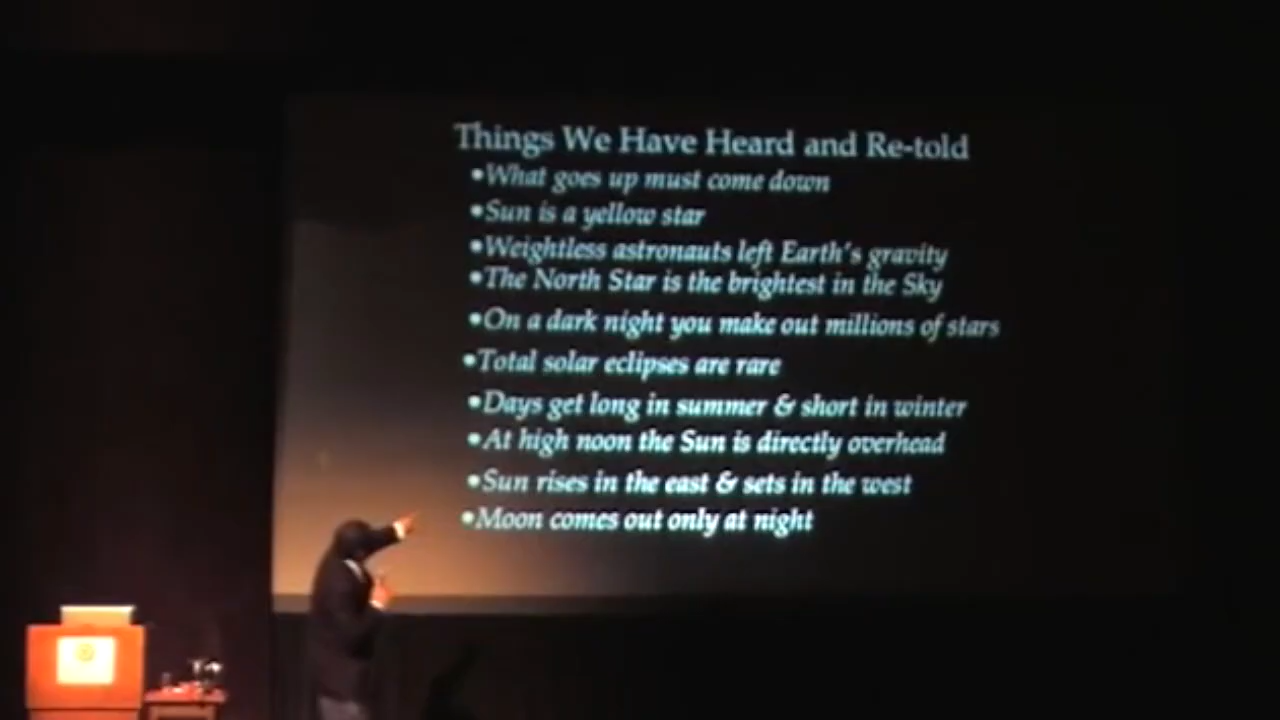 Things We Have Heard and Re-told
•What goes up must come down
•Sun is a yellow star
•Weightless astronauts left Earth's gravity
•The North Star is the brightest in the Sky
•On a dark night you make out millions of stars
•Total solar eclipses are rare
•Days get long in summer & short in winter
•At high noon the Sun is directly overhead
•Sun rises in the east & sets in the west
•Moon comes out only at night